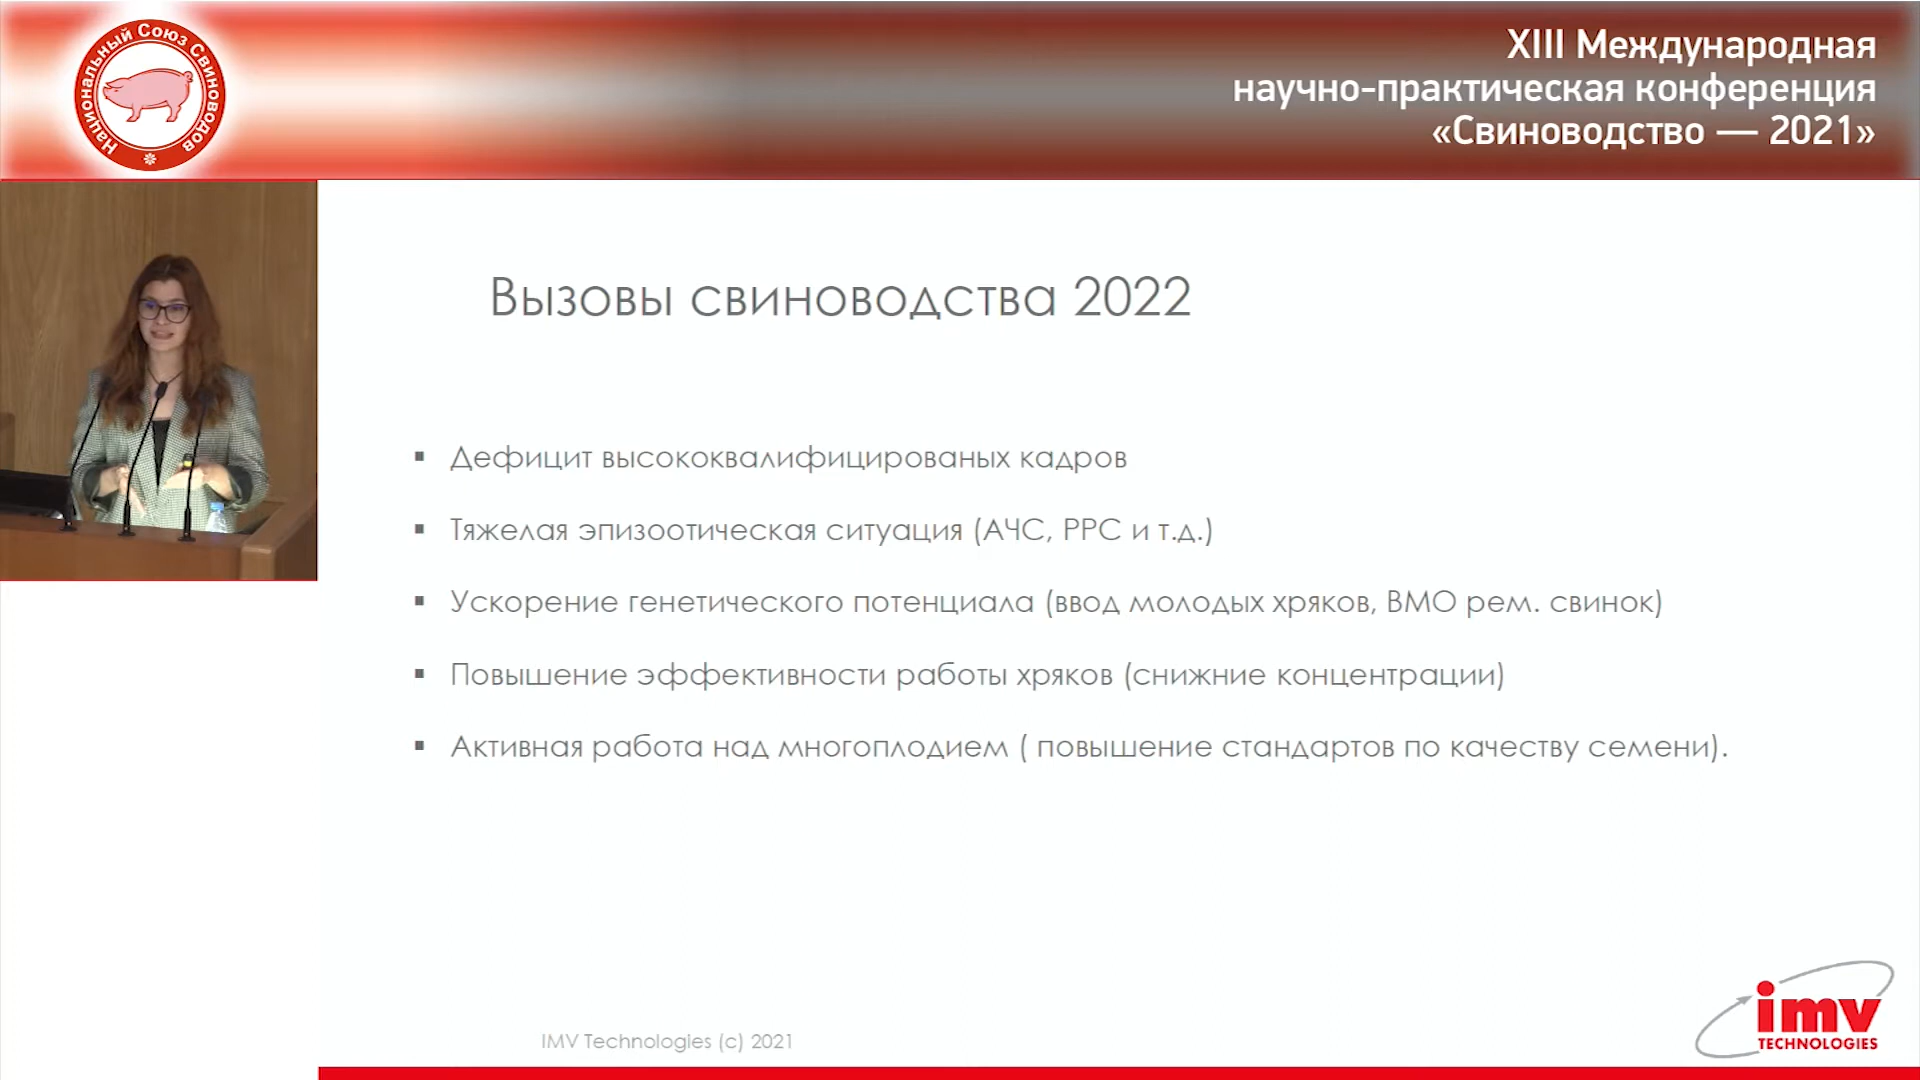 Национальный Союз Свиноводов
XIII Международная
научно-практическая конференция
«Свиноводство — 2021»
Вызовы свиноводства 2022
▪ Дефицит высококвалифицированых кадров
▪ Тяжелая эпизоотическая ситуация (АЧС, РРС и т.д.)
▪ Ускорение генетического потенциала (ввод молодых хряков, ВМО рем. свинок)
▪ Повышение эффективности работы хряков (снижние концентрации)
▪ Активная работа над многоплодием ( повышение стандартов по качеству семени).
IMV Technologies (c) 2021
imv
TECHNOLOGIES